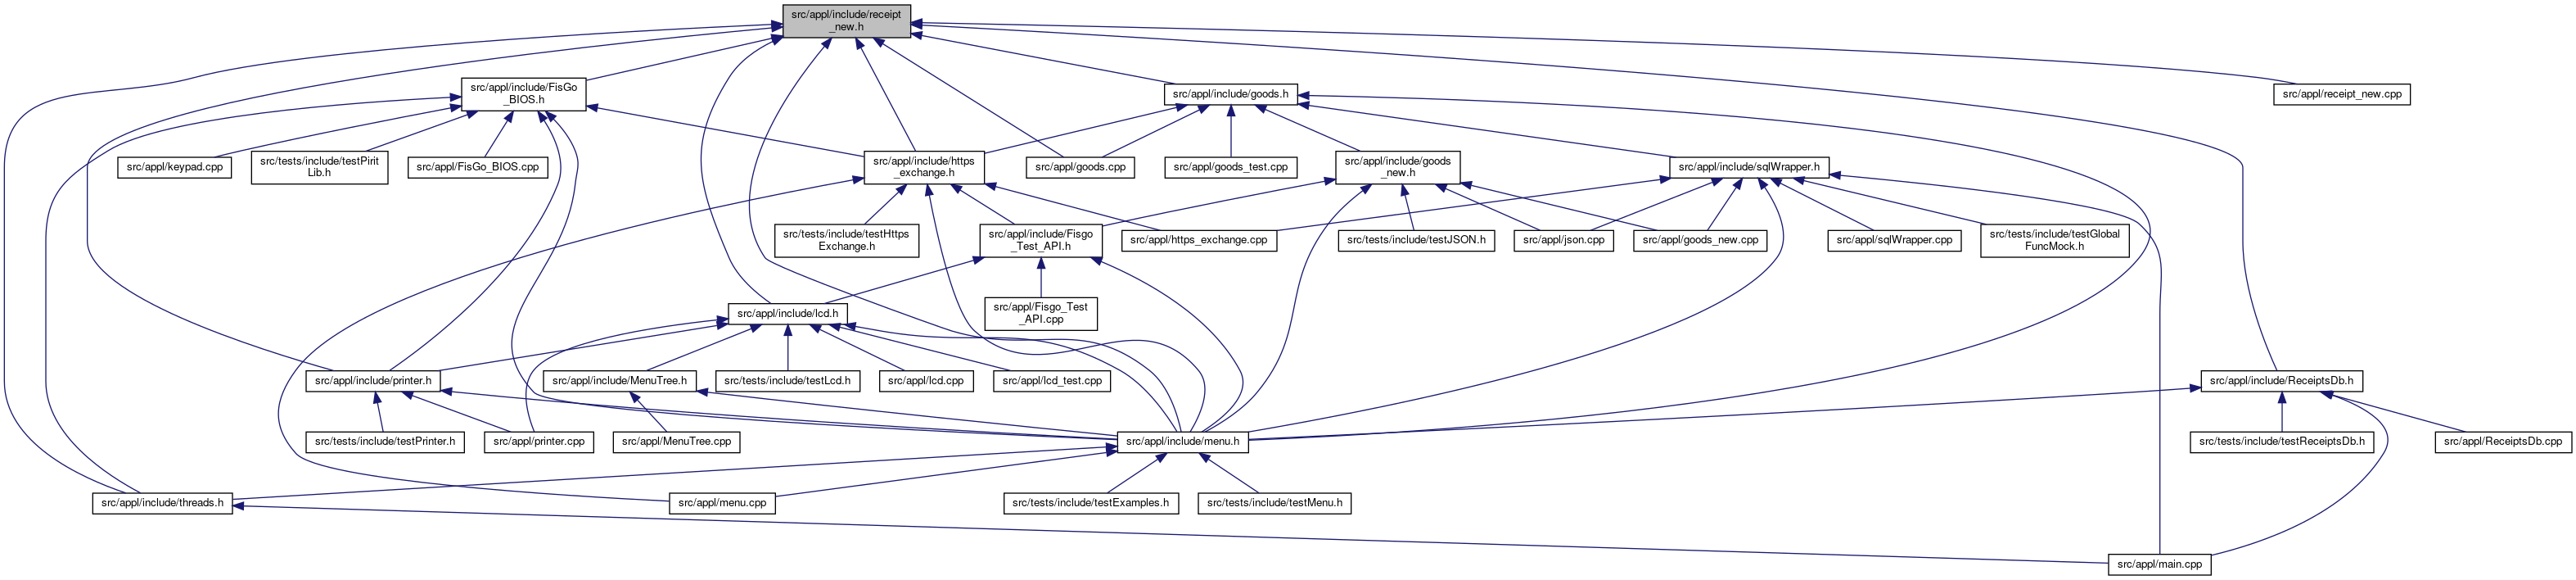 src/appl/include/receipt
_new.h
src/appl/include/FisGo
_BIOS.h
src/appl/include/goods.h
src/appl/receipt_new.cpp
src/appl/keypad.cpp
src/tests/include/testPirit
Lib.h
src/appl/FisGo_BIOS.cpp
src/appl/include/https
_exchange.h
src/appl/goods.cpp
src/appl/goods_test.cpp
src/appl/include/goods
_new.h
src/appl/include/sqlWrapper.h
src/tests/include/testHttps
Exchange.h
src/appl/include/Fisgo
_Test_API.h
src/appl/https_exchange.cpp
src/tests/include/testJSON.h
src/appl/json.cpp
src/appl/goods_new.cpp
src/appl/sqlWrapper.cpp
src/tests/include/testGlobal
FuncMock.h
src/appl/include/lcd.h
src/appl/Fisgo_Test
_API.cpp
src/appl/include/printer.h
src/appl/include/MenuTree.h
src/tests/include/testLcd.h
src/appl/lcd.cpp
src/appl/lcd_test.cpp
src/appl/include/ReceiptsDb.h
src/tests/include/testPrinter.h
src/appl/printer.cpp
src/appl/MenuTree.cpp
src/appl/include/menu.h
src/tests/include/testReceiptsDb.h
src/appl/ReceiptsDb.cpp
src/appl/include/threads.h
src/appl/menu.cpp
src/tests/include/testExamples.h
src/tests/include/testMenu.h
src/appl/main.cpp